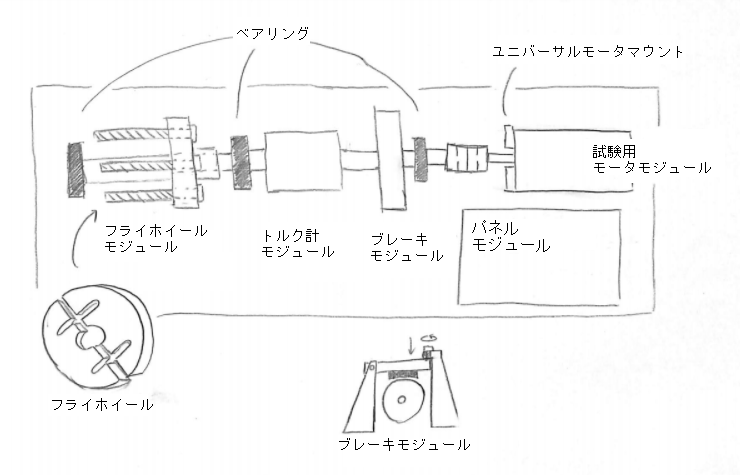 ベアリング
ユニバーサルモータマウント
試験用
モータモジュール
フライホイール
モジュール
トルク計
モジュール
ブレーキ
モジュール
パネル
モジュール
フライホイール
ブレーキモジュール